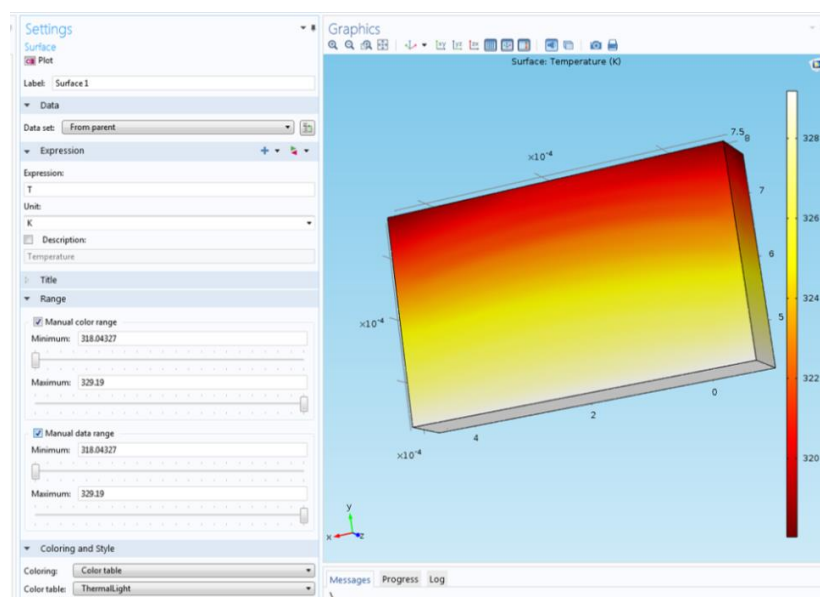 Settings
Surface
Plot
Label: Surface 1
Data
Data set: From parent
Expression
Expression:
T
Unit:
K
Description:
Temperature
Title
Range
Manual color range
Minimum: 318.04327
Maximum: 329.19
Manual data range
Minimum: 318.04327
Maximum: 329.19
Coloring and Style
Coloring: Color table
Color table: ThermalLight
Graphics
Surface: Temperature (K)
×10⁻⁴
7.5
8
7
6
5
×10⁻⁴
0
2
4
×10⁻⁴
328
326
324
322
320
y
x
z
Messages Progress Log